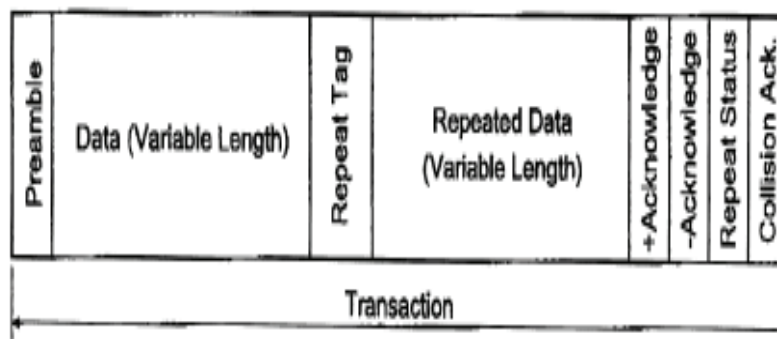 Preamble
Data (Variable Length)
Repeat Tag
Repeated Data
(Variable Length)
+Acknowledge
-Acknowledge
Repeat Status
Collision Ack.
Transaction